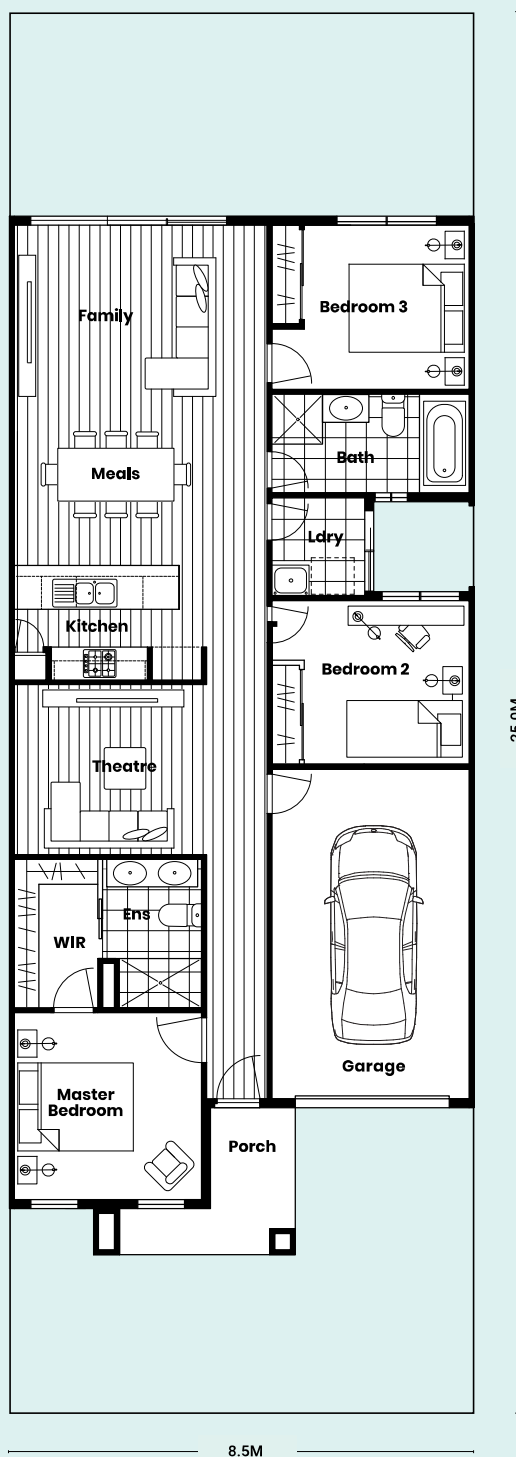 Family
Bedroom 3
Meals
Bath
Ldry
Kitchen
Bedroom 2
Theatre
Ens
WIR
Garage
Master
Bedroom
Porch
8.5M